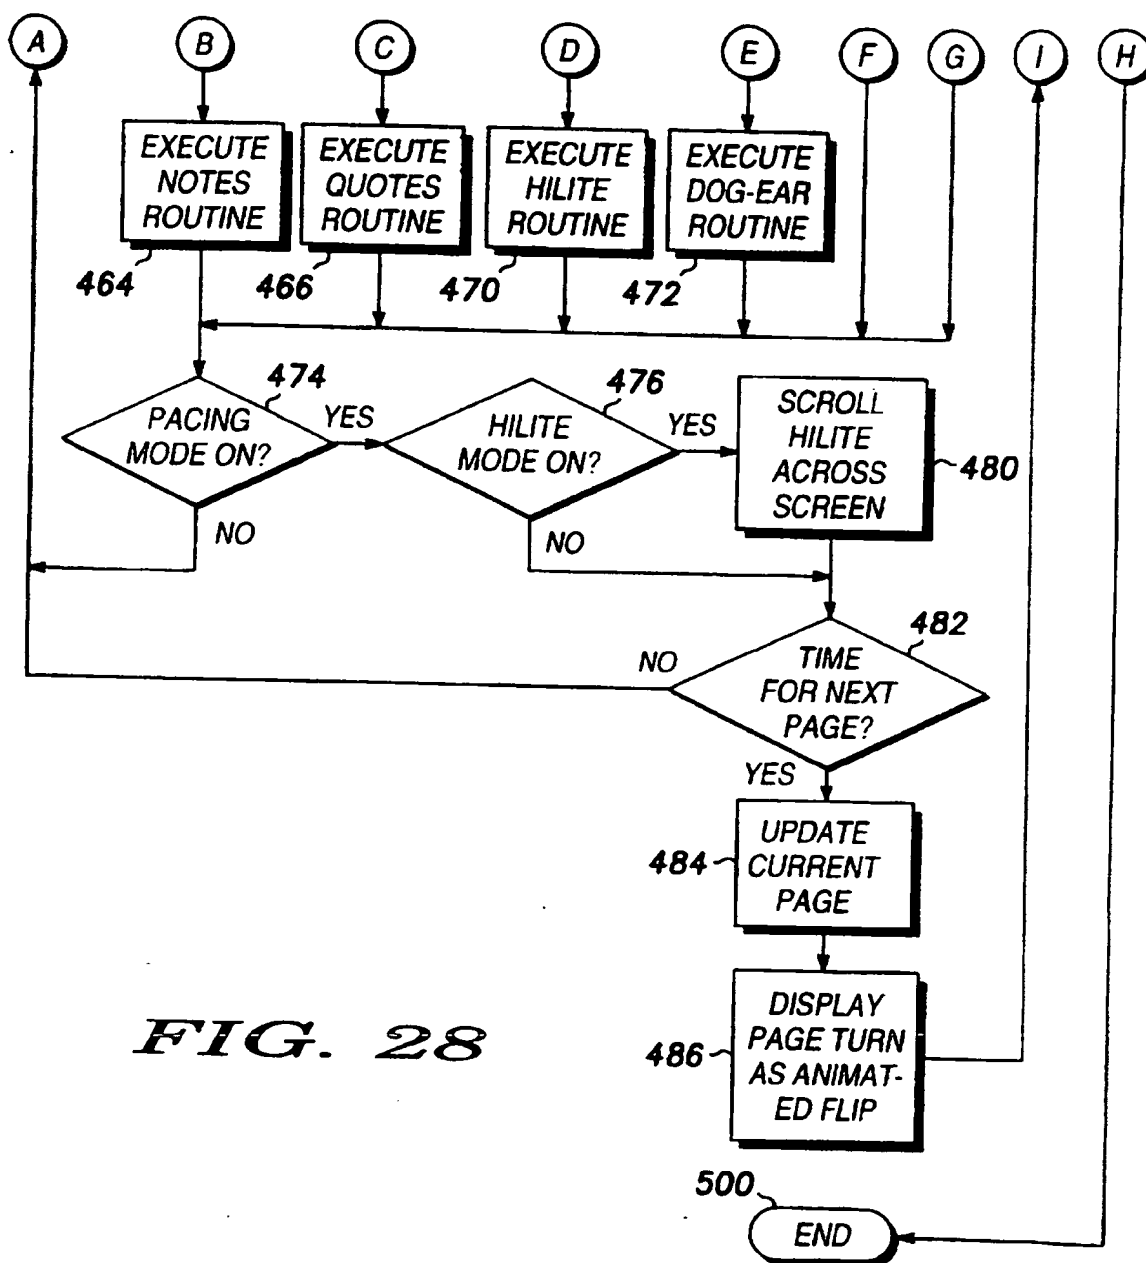 A B C D E F G I H
EXECUTE
NOTES
ROUTINE
464
EXECUTE
QUOTES
ROUTINE
466
EXECUTE
HILITE
ROUTINE
470
EXECUTE
DOG-EAR
ROUTINE
472
PACING
MODE ON?
474
YES
NO
HILITE
MODE ON?
476
YES
NO
SCROLL
HILITE
ACROSS
SCREEN
480
TIME
FOR NEXT
PAGE?
482
NO
YES
UPDATE
CURRENT
PAGE
484
DISPLAY
PAGE TURN
AS ANIMAT-
ED FLIP
486
FIG. 28
500
END